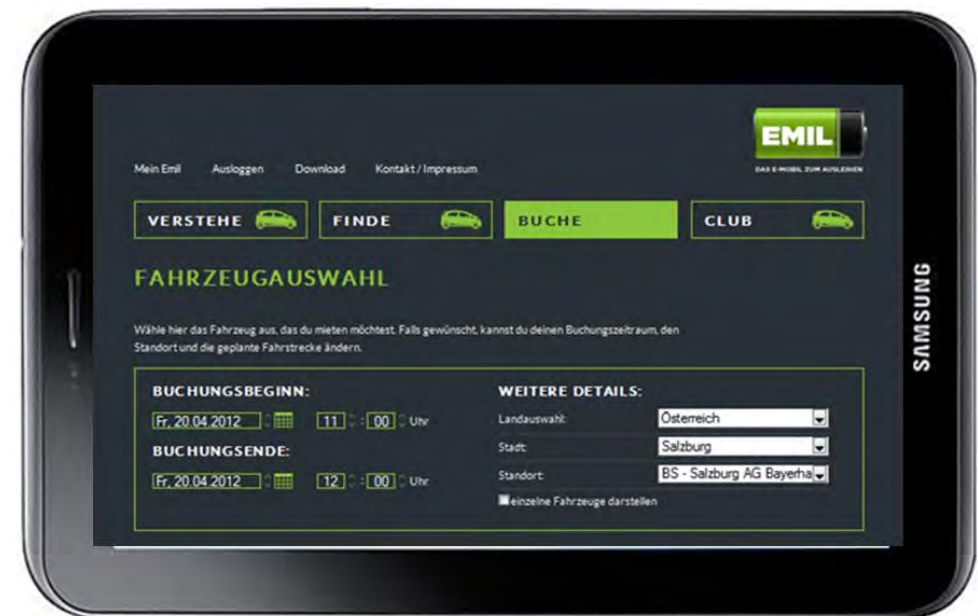 EMIL
DAS E-MOBIL ZUM AUSLEIHEN
Mein Emil Ausloggen Download Kontakt / Impressum
VERSTEHE FINDE BUCHE CLUB
FAHRZEUGAUSWAHL
Wähle hier das Fahrzeug aus, das du mieten möchtest. Falls gewünscht, kannst du deinen Buchungszeitraum, den
Standort und die geplante Fahrstrecke ändern.
BUCHUNGSBEGINN:
Fr, 20.04.2012 11 : 00 Uhr
BUCHUNGSENDE:
Fr, 20.04.2012 12 : 00 Uhr
WEITERE DETAILS:
Landauswahl: Österreich
Stadt: Salzburg
Standort: BS - Salzburg AG Bayerha
einzelne Fahrzeuge darstellen
SAMSUNG